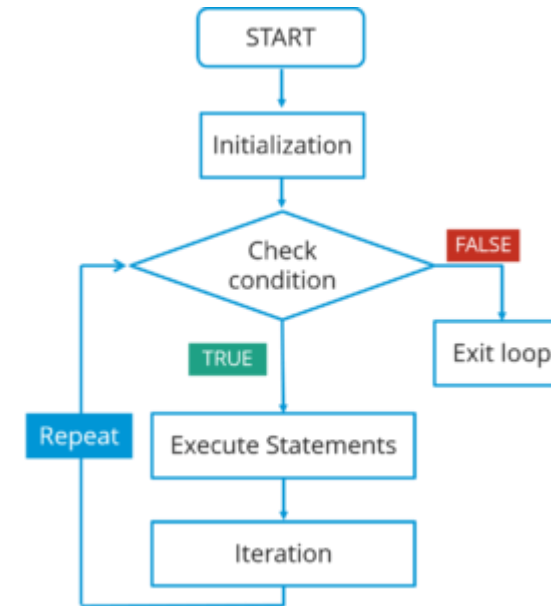 START
Initialization
Check
condition
FALSE
TRUE
Exit loop
Repeat
Execute Statements
Iteration